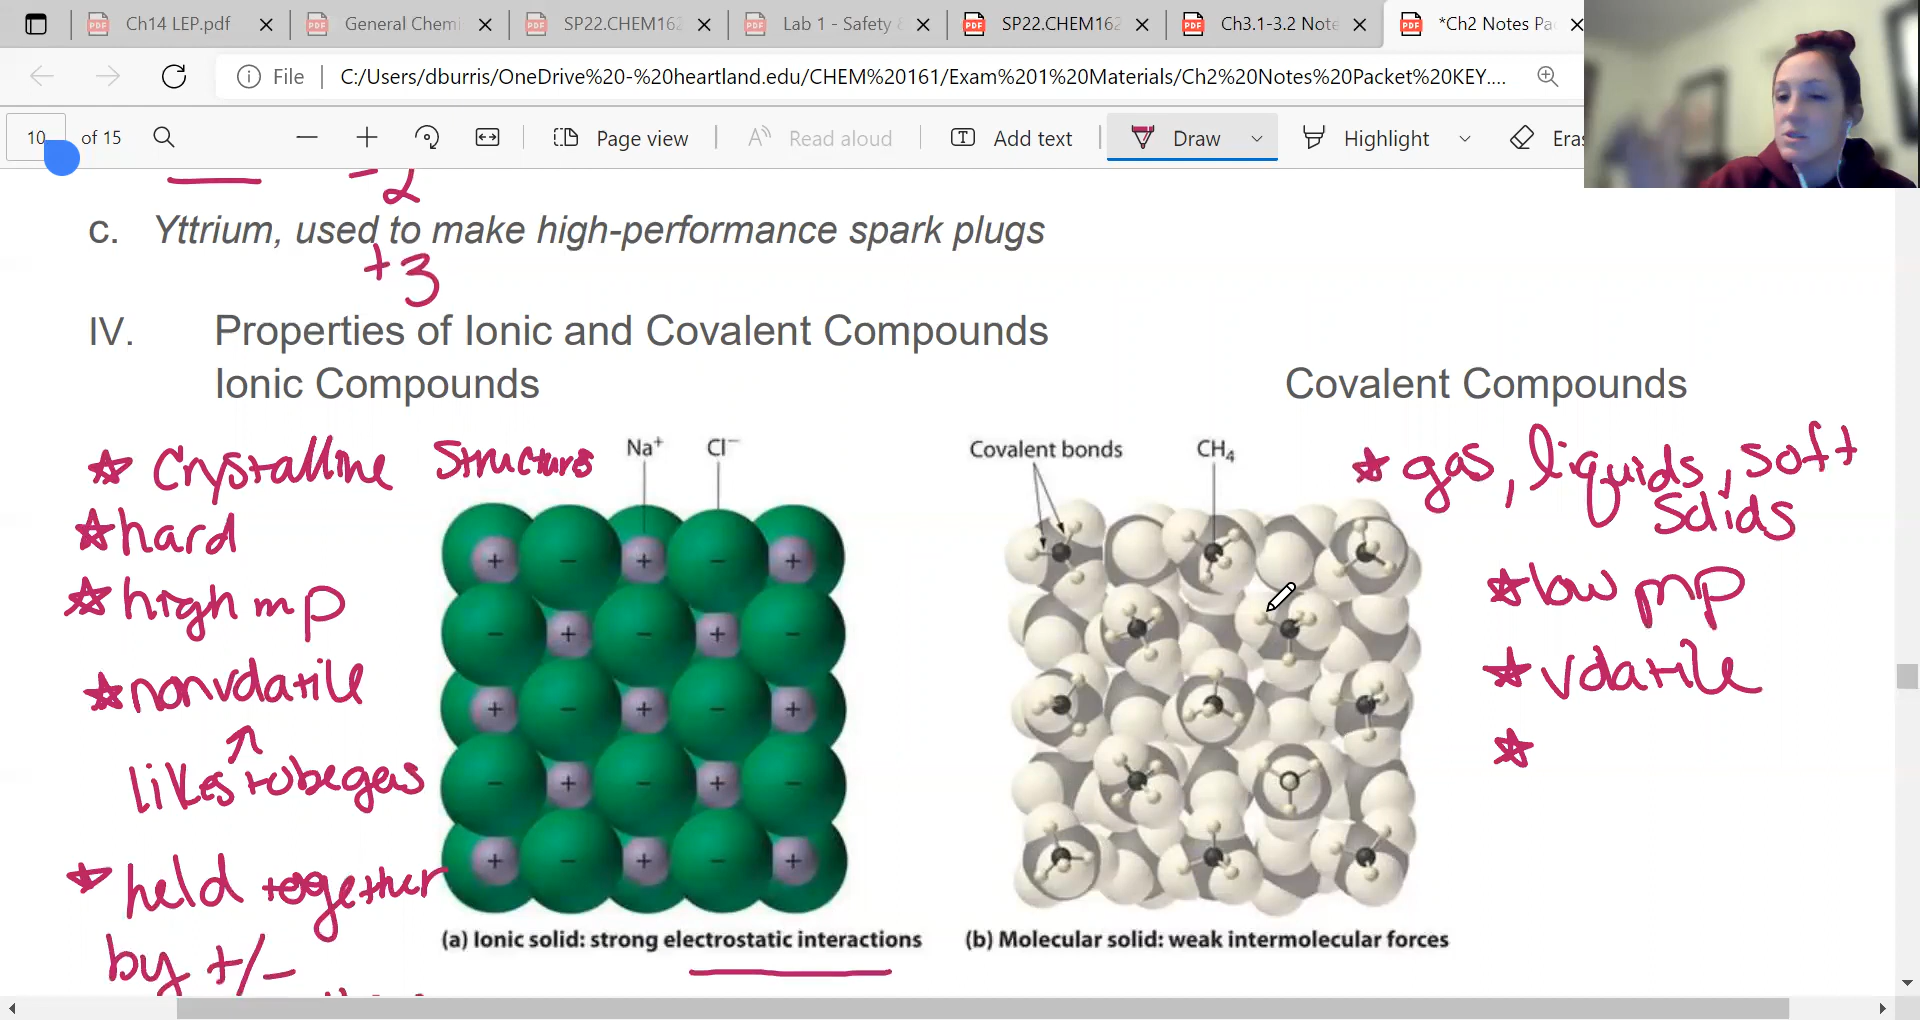 Ch14 LEP.pdf
General Chemi
SP22.CHEM162
Lab 1 - Safety &
SP22.CHEM162
Ch3.1-3.2 Note
*Ch2 Notes Pa
File
C:/Users/dburris/OneDrive%20-%20heartland.edu/CHEM%20161/Exam%201%20Materials/Ch2%20Notes%20Packet%20KEY....
10 of 15
Page view
Read aloud
Add text
Draw
Highlight
Eras
-2
c. Yttrium, used to make high-performance spark plugs
+3
IV. Properties of Ionic and Covalent Compounds
Ionic Compounds
Covalent Compounds
☆ Crystalline Structure
☆ hard
☆ high mp
☆ nonvolatile
↑
likes to be gas
☆ held together
by +/-
Na⁺ Cl⁻
+ - + - +
- + - + -
+ - + - +
- + - + -
+ - + - +
(a) Ionic solid: strong electrostatic interactions
Covalent bonds
CH₄
(b) Molecular solid: weak intermolecular forces
☆ gas, liquids, soft
solids
☆ low mp
☆ volatile
☆